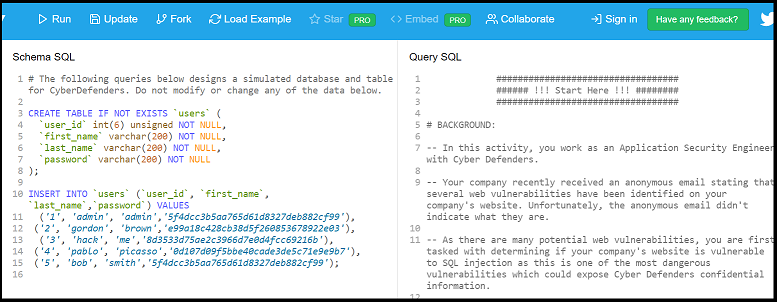 Run Update Fork Load Example Star PRO Embed PRO Collaborate Sign in Have any feedback?
Schema SQL
1 # The following queries below designs a simulated database and table
for CyberDefenders. Do not modify or change any of the data below.
2
3 CREATE TABLE IF NOT EXISTS `users` (
4 `user_id` int(6) unsigned NOT NULL,
5 `first_name` varchar(200) NOT NULL,
6 `last_name` varchar(200) NOT NULL,
7 `password` varchar(200) NOT NULL
8 );
9
10 INSERT INTO `users` (`user_id`, `first_name`,
`last_name`,`password`) VALUES
11 ('1', 'admin', 'admin','5f4dcc3b5aa765d61d8327deb882cf99'),
12 ('2', 'gordon', 'brown','e99a18c428cb38d5f260853678922e03'),
13 ('3', 'hack', 'me','8d3533d75ae2c3966d7e0d4fcc69216b'),
14 ('4', 'pablo', 'picasso','0d107d09f5bbe40cade3de5c71e9e9b7'),
15 ('5', 'bob', 'smith','5f4dcc3b5aa765d61d8327deb882cf99');
16
Query SQL
1 ##################################
2 ###### !!! Start Here !!! ########
3 ##################################
4
5 # BACKGROUND:
6
7 -- In this activity, you work as an Application Security Engineer
with Cyber Defenders.
8
9 -- Your company recently received an anonymous email stating that
several web vulnerabilities have been identified on your
company's website. Unfortunately, the anonymous email didn't
indicate what they are.
10
11 -- As there are many potential web vulnerabilities, you are first
tasked with determining if your company's website is vulnerable
to SQL injection as this is one of the most dangerous
vulnerabilities which could expose Cyber Defenders confidential
information.
12